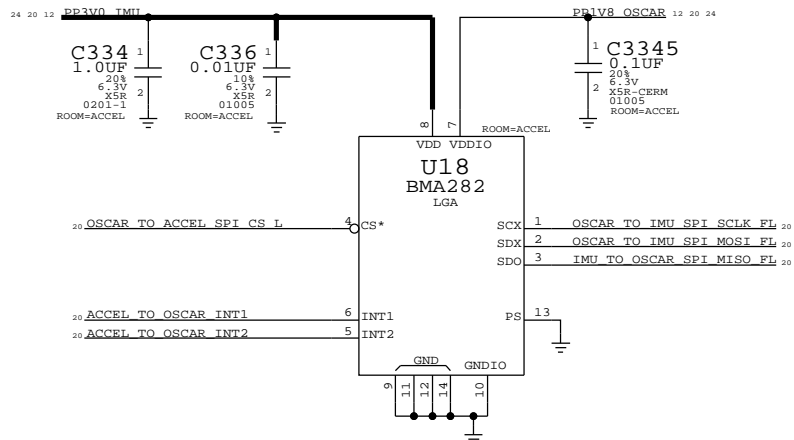 24 20 12 PP3V0_IMU
PP1V8_OSCAR 12 20 24
C334 1
1.0UF
20%
6.3V 2
X5R
0201-1
ROOM=ACCEL
C336 1
0.01UF
10%
6.3V 2
X5R
01005
ROOM=ACCEL
1 C3345
0.1UF
20%
2 6.3V
X5R-CERM
01005
ROOM=ACCEL
8 7 ROOM=ACCEL
VDD VDDIO
U18
BMA282
LGA
20 OSCAR_TO_ACCEL_SPI_CS_L 4 CS*
SCX 1 OSCAR_TO_IMU_SPI_SCLK_FL 20
SDX 2 OSCAR_TO_IMU_SPI_MOSI_FL 20
SDO 3 IMU_TO_OSCAR_SPI_MISO_FL 20
20 ACCEL_TO_OSCAR_INT1 6 INT1
PS 13
20 ACCEL_TO_OSCAR_INT2 5 INT2
GND GNDIO
9 11 12 14 10